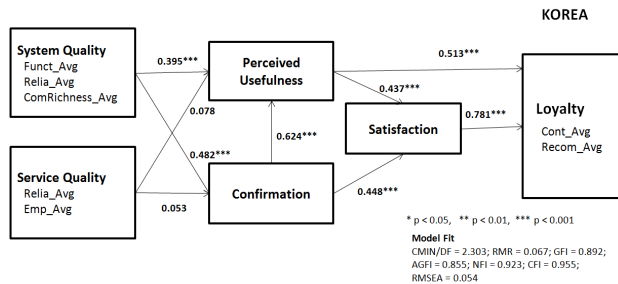 KOREA
System Quality
Funct_Avg
Relia_Avg
ComRichness_Avg
0.395***
Perceived
Usefulness
0.513***
0.437***
0.078
Loyalty
Cont_Avg
Recom_Avg
Satisfaction
0.781***
0.624***
0.482***
Service Quality
Relia_Avg
Emp_Avg
0.053
Confirmation
0.448***
* p < 0.05, ** p < 0.01, *** p < 0.001
Model Fit
CMIN/DF = 2.303; RMR = 0.067; GFI = 0.892;
AGFI = 0.855; NFI = 0.923; CFI = 0.955;
RMSEA = 0.054